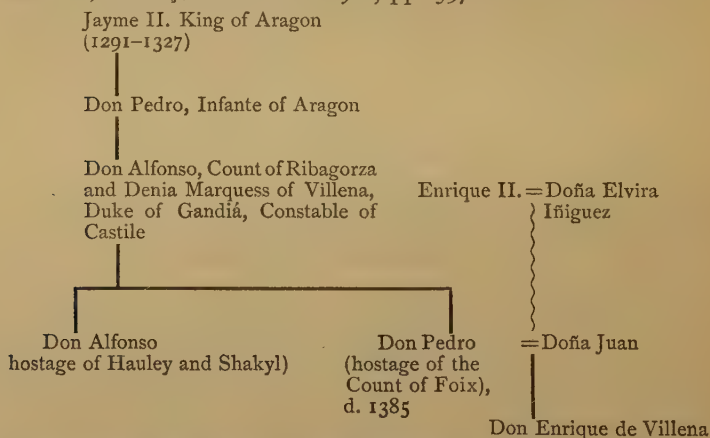 Jayme II. King of Aragon
(1291–1327)
Don Pedro, Infante of Aragon
Don Alfonso, Count of Ribagorza
and Denia Marquess of Villena,
Duke of Gandiá, Constable of
Castile
Enrique II. = Doña Elvira
Iñiguez
Don Alfonso
hostage of Hauley and Shakyl)
Don Pedro
(hostage of the
Count of Foix),
d. 1385
= Doña Juan
Don Enrique de Villena